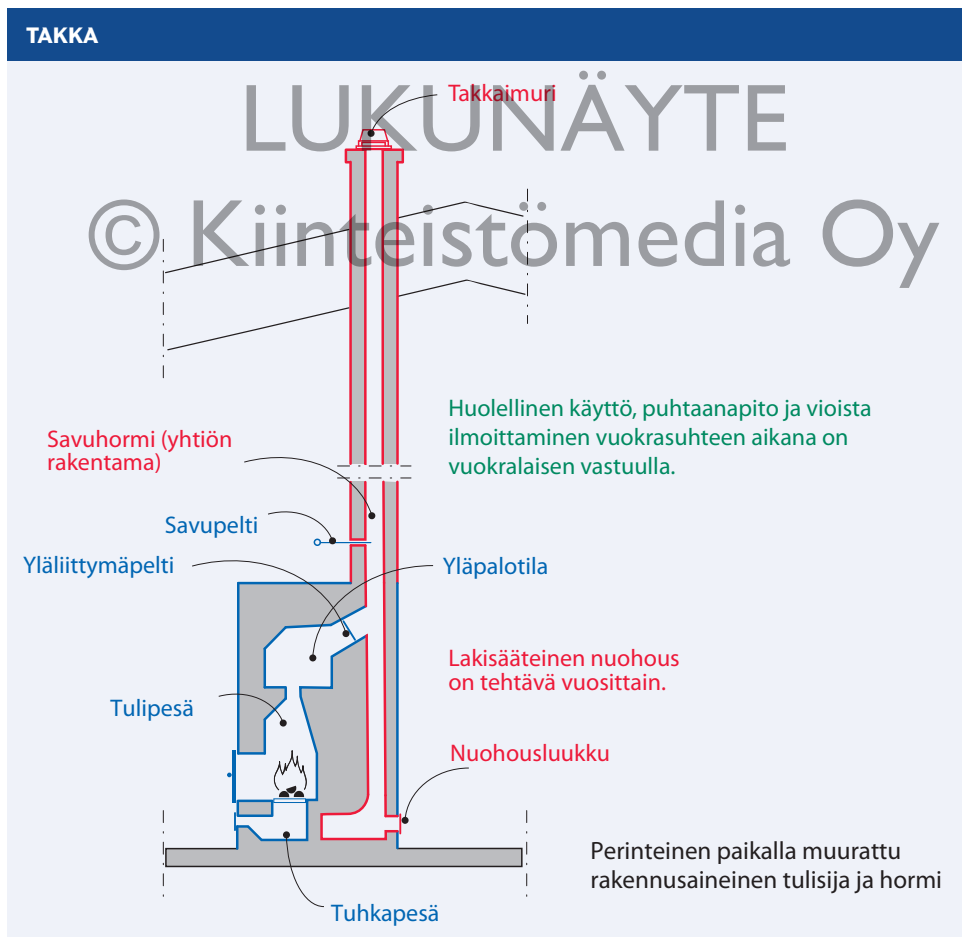 TAKKA
LUKUNÄYTE
Takkaimuri
© Kiinteistömedia Oy
Huolellinen käyttö, puhtaanapito ja vioista
ilmoittaminen vuokrasuhteen aikana on
vuokralaisen vastuulla.
Savuhormi (yhtiön
rakentama)
Savupelti
Yläliittymäpelti
Yläpalotila
Lakisääteinen nuohous
on tehtävä vuosittain.
Tulipesä
Nuohousluukku
Perinteinen paikalla muurattu
rakennusaineinen tulisija ja hormi
Tuhkapesä